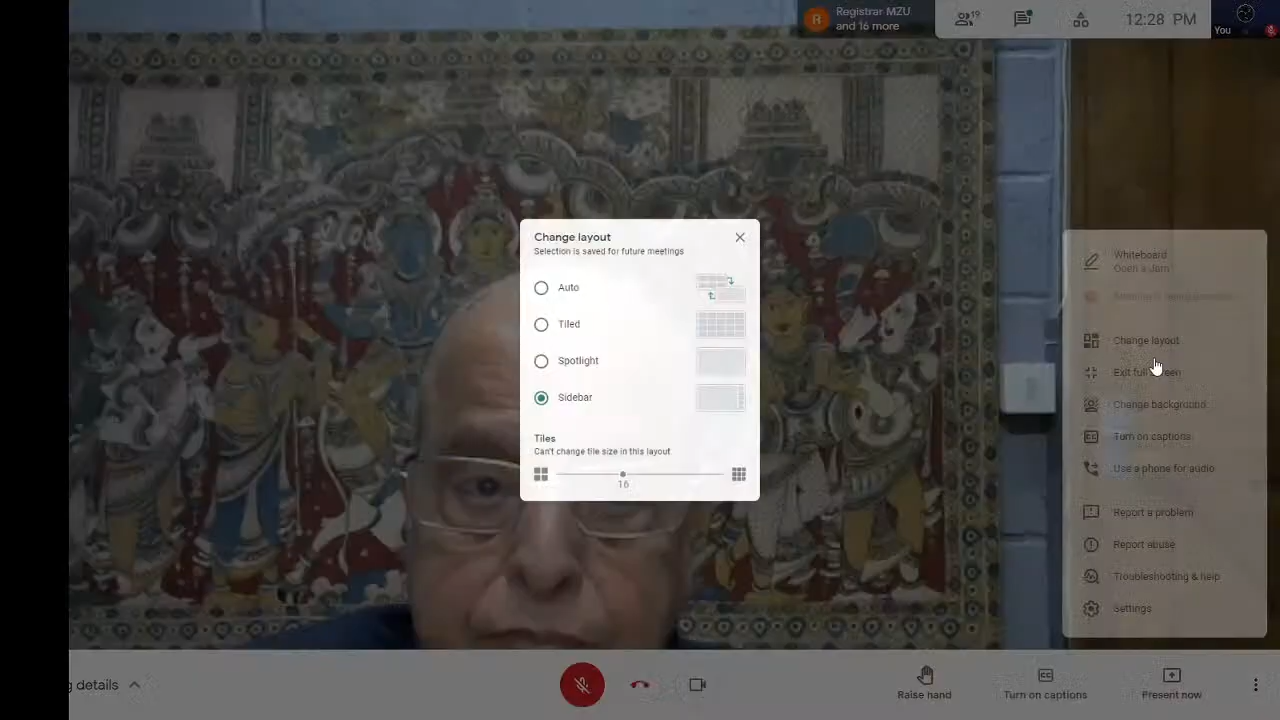 R
Registrar MZU
and 16 more
19
12:28 PM
You
Change layout
Selection is saved for future meetings
Auto
Tiled
Spotlight
Sidebar
Tiles
Can't change tile size in this layout
16
Whiteboard
Open a Jam
Change layout
Exit full screen
Change background
Turn on captions
Use a phone for audio
Report a problem
Report abuse
Troubleshooting & help
Settings
g details
Raise hand
CC
Turn on captions
Present now